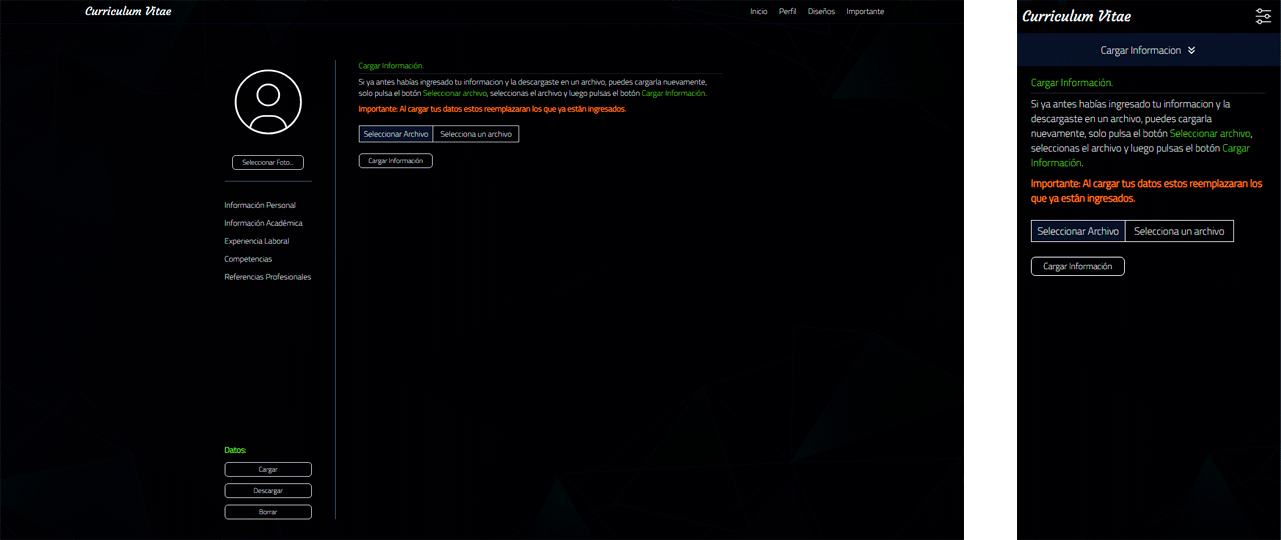 Curriculum Vitae
Inicio Perfil Diseños Importante
Seleccionar Foto...
Información Personal
Información Académica
Experiencia Laboral
Competencias
Referencias Profesionales
Datos:
Cargar
Descargar
Borrar
Cargar Información.
Si ya antes habías ingresado tu informacion y la descargaste en un archivo, puedes cargarla nuevamente,
solo pulsa el botón Seleccionar archivo, seleccionas el archivo y luego pulsas el botón Cargar Información.
Importante: Al cargar tus datos estos reemplazaran los que ya están ingresados.
Seleccionar Archivo Selecciona un archivo
Cargar Información
Curriculum Vitae
Cargar Informacion
Cargar Información.
Si ya antes habías ingresado tu informacion y la
descargaste en un archivo, puedes cargarla
nuevamente, solo pulsa el botón Seleccionar archivo,
seleccionas el archivo y luego pulsas el botón Cargar
Información.
Importante: Al cargar tus datos estos reemplazaran los
que ya están ingresados.
Seleccionar Archivo Selecciona un archivo
Cargar Información